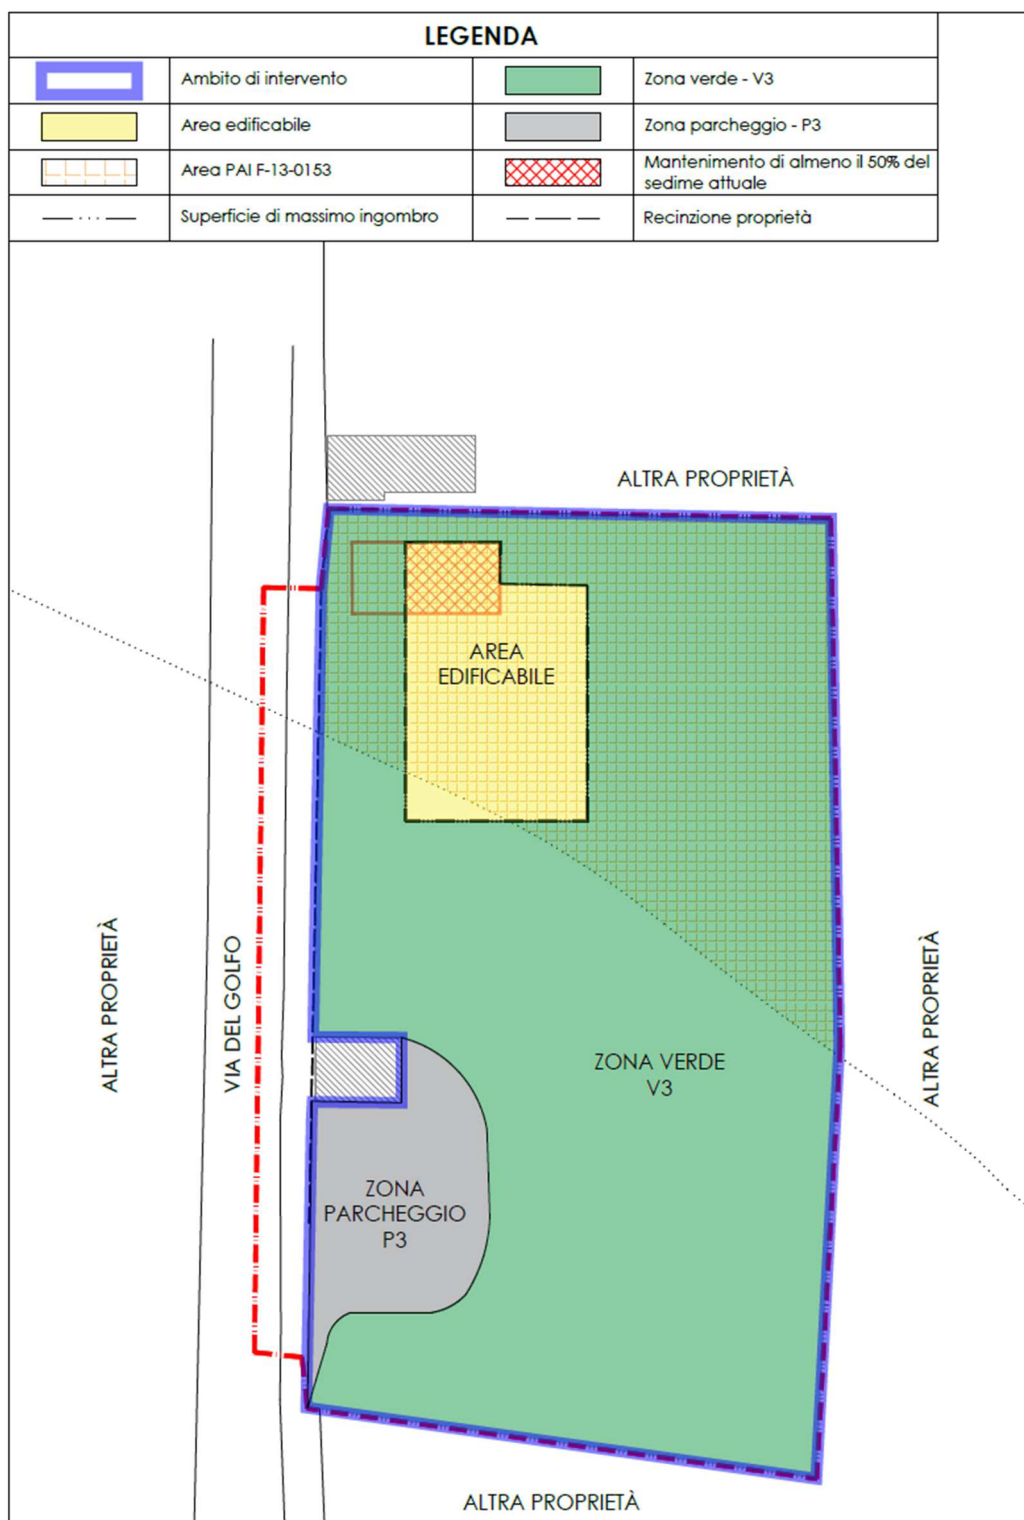 LEGENDA
Ambito di intervento
Zona verde - V3
Area edificabile
Zona parcheggio - P3
Area PAI F-13-0153
Mantenimento di almeno il 50% del
sedime attuale
Superficie di massimo ingombro
Recinzione proprietà
ALTRA PROPRIETÀ
AREA
EDIFICABILE
ALTRA PROPRIETÀ
VIA DEL GOLFO
ZONA VERDE
V3
ALTRA PROPRIETÀ
ZONA
PARCHEGGIO
P3
ALTRA PROPRIETÀ